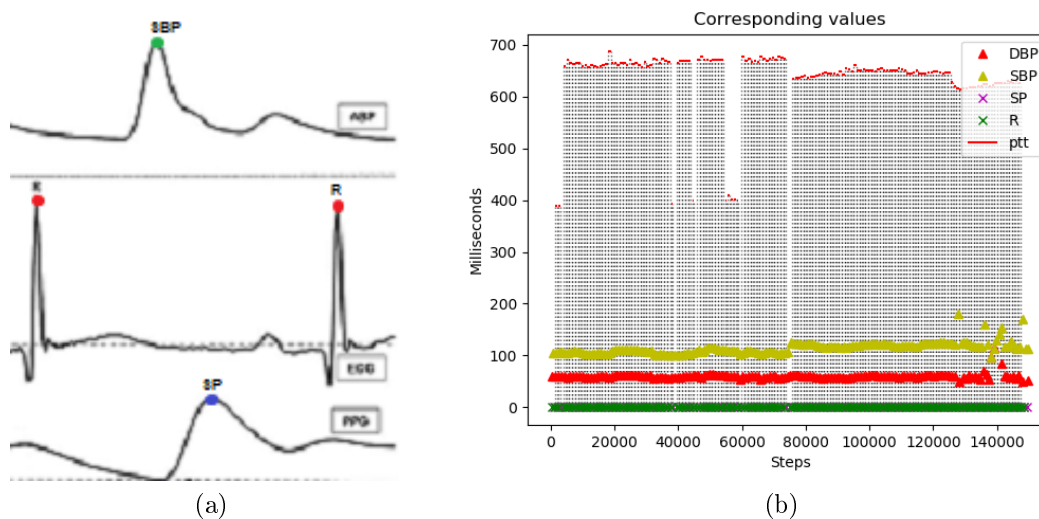 SBP
ABP
R
R
ECG
SP
PPG
(a)
Corresponding values
700
600
500
400
300
200
100
0
Milliseconds
0
20000
40000
60000
80000
100000
120000
140000
Steps
DBP
SBP
SP
R
ptt
(b)